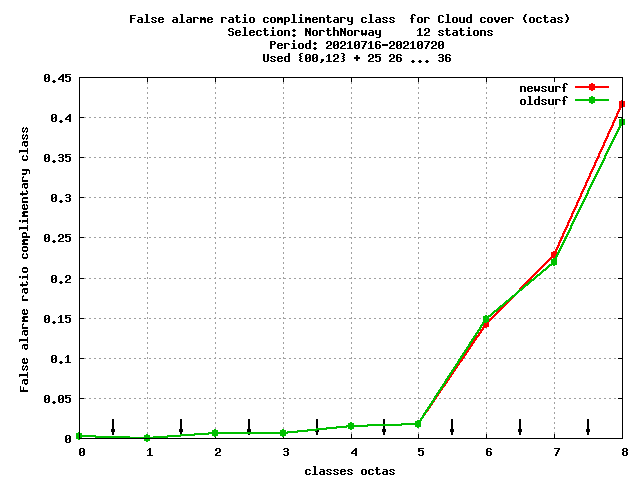 False alarme ratio complimentary class  for Cloud cover (octas)
Selection: NorthNorway     12 stations
Period: 20210716-20210720
Used {00,12} + 25 26 ... 36
newsurf
oldsurf
0.45
0.4
0.35
0.3
0.25
0.2
0.15
0.1
0.05
0
False alarme ratio complimentary class
0 1 2 3 4 5 6 7 8
classes octas